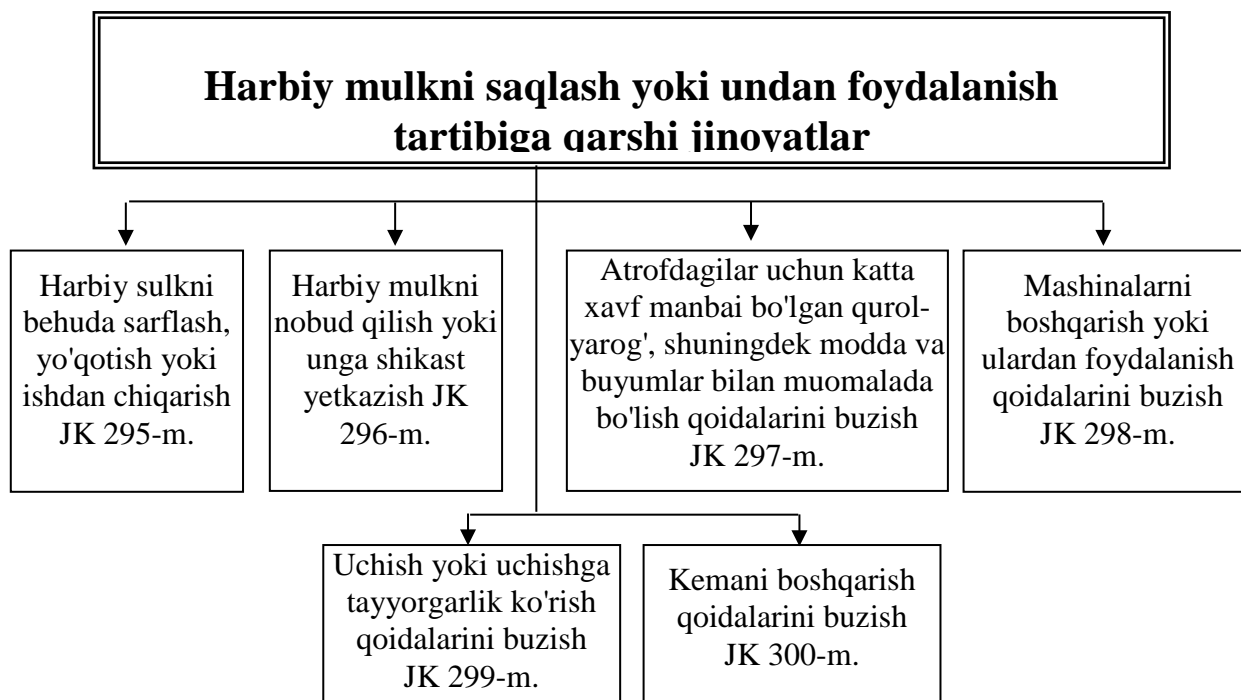 Harbiy mulkni saqlash yoki undan foydalanish
tartibiga qarshi jinovatlar
Harbiy sulkni
behuda sarflash,
yo'qotish yoki
ishdan chiqarish
JK 295-m.
Harbiy mulkni
nobud qilish yoki
unga shikast
yetkazish JK
296-m.
Atrofdagilar uchun katta
xavf manbai bo'lgan qurol-
yarog', shuningdek modda va
buyumlar bilan muomalada
bo'lish qoidalarini buzish
JK 297-m.
Mashinalarni
boshqarish yoki
ulardan foydalanish
qoidalarini buzish
JK 298-m.
Uchish yoki uchishga
tayyorgarlik ko'rish
qoidalarini buzish
JK 299-m.
Kemani boshqarish
qoidalarini buzish
JK 300-m.